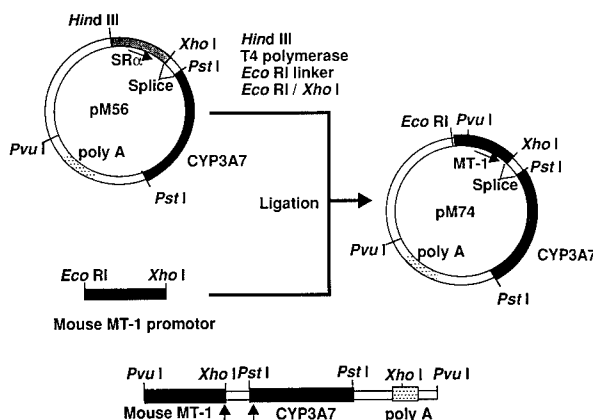 Hind III
SRα
Xho I
Pst I
Splice
pM56
Pvu I
poly A
CYP3A7
Pst I
Hind III
T4 polymerase
Eco RI linker
Eco RI / Xho I
Ligation
Eco RI
Xho I
Mouse MT-1 promotor
Eco RI
Pvu I
Xho I
MT-1
Pst I
Splice
pM74
Pvu I
poly A
CYP3A7
Pst I
Pvu I
Xho I
Pst I
Pst I
Xho I
Pvu I
Mouse MT-1
CYP3A7
poly A